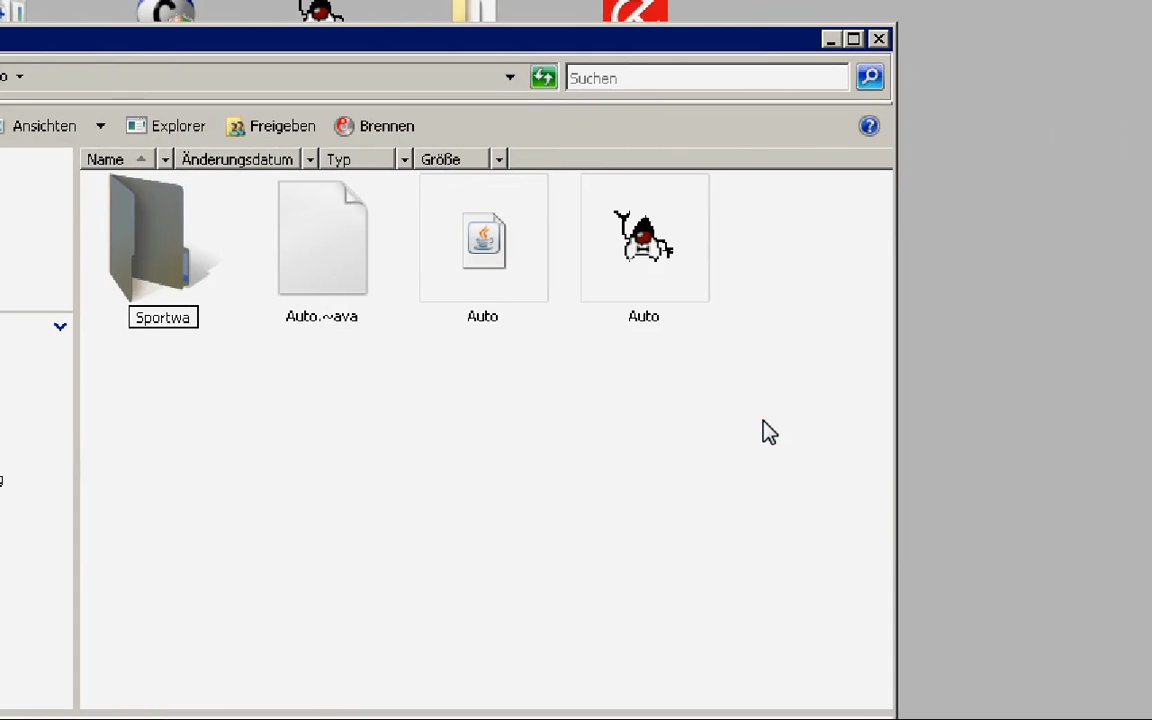 o
Suchen
Ansichten Explorer Freigeben Brennen
Name Änderungsdatum Typ Größe
Sportwa Auto.~ava Auto Auto
g